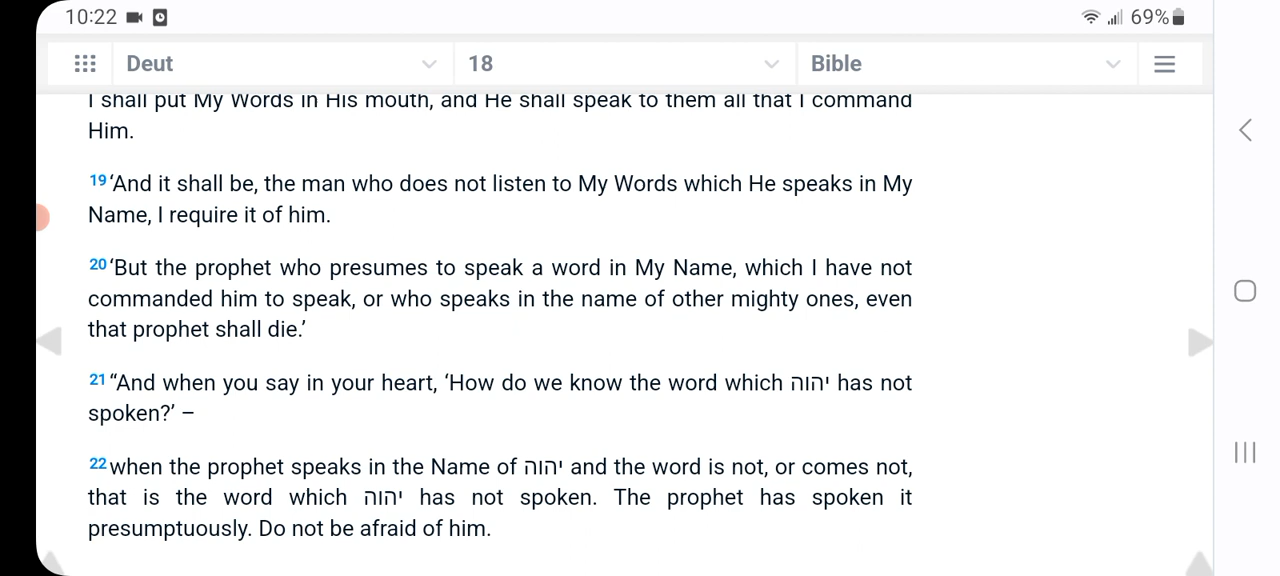 10:22 69%
Deut 18 Bible
I shall put My Words in His mouth, and He shall speak to them all that I command
Him.
19 ‘And it shall be, the man who does not listen to My Words which He speaks in My
Name, I require it of him.
20 ‘But the prophet who presumes to speak a word in My Name, which I have not
commanded him to speak, or who speaks in the name of other mighty ones, even
that prophet shall die.’
21 “And when you say in your heart, ‘How do we know the word which יהוה has not
spoken?’ –
22 when the prophet speaks in the Name of יהוה and the word is not, or comes not,
that is the word which יהוה has not spoken. The prophet has spoken it
presumptuously. Do not be afraid of him.